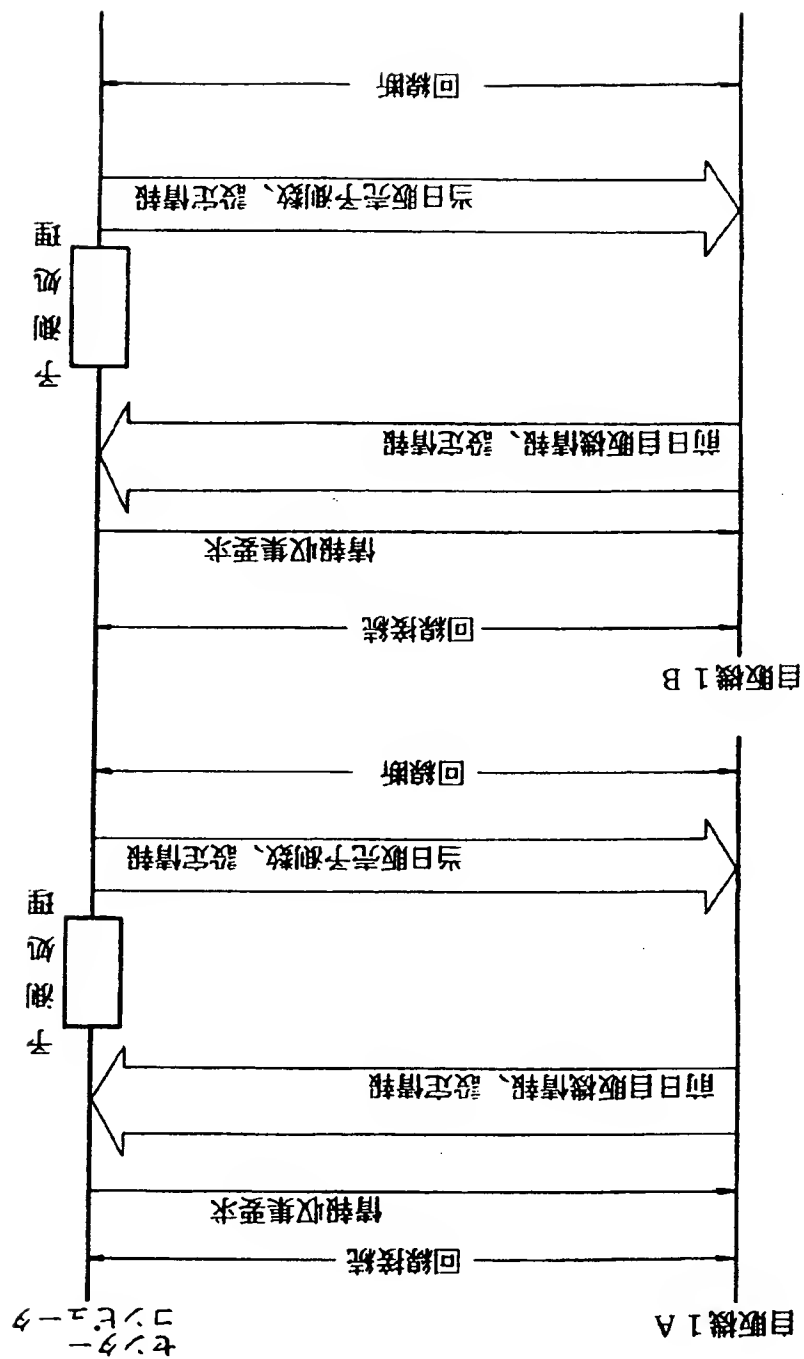 自販機1A
センター
コンピュータ
回線接続
情報収集要求
前日自販機情報、設定情報
予測処理
当日販売予測数、設定情報
回線断
自販機1B
回線接続
情報収集要求
前日自販機情報、設定情報
予測処理
当日販売予測数、設定情報
回線断